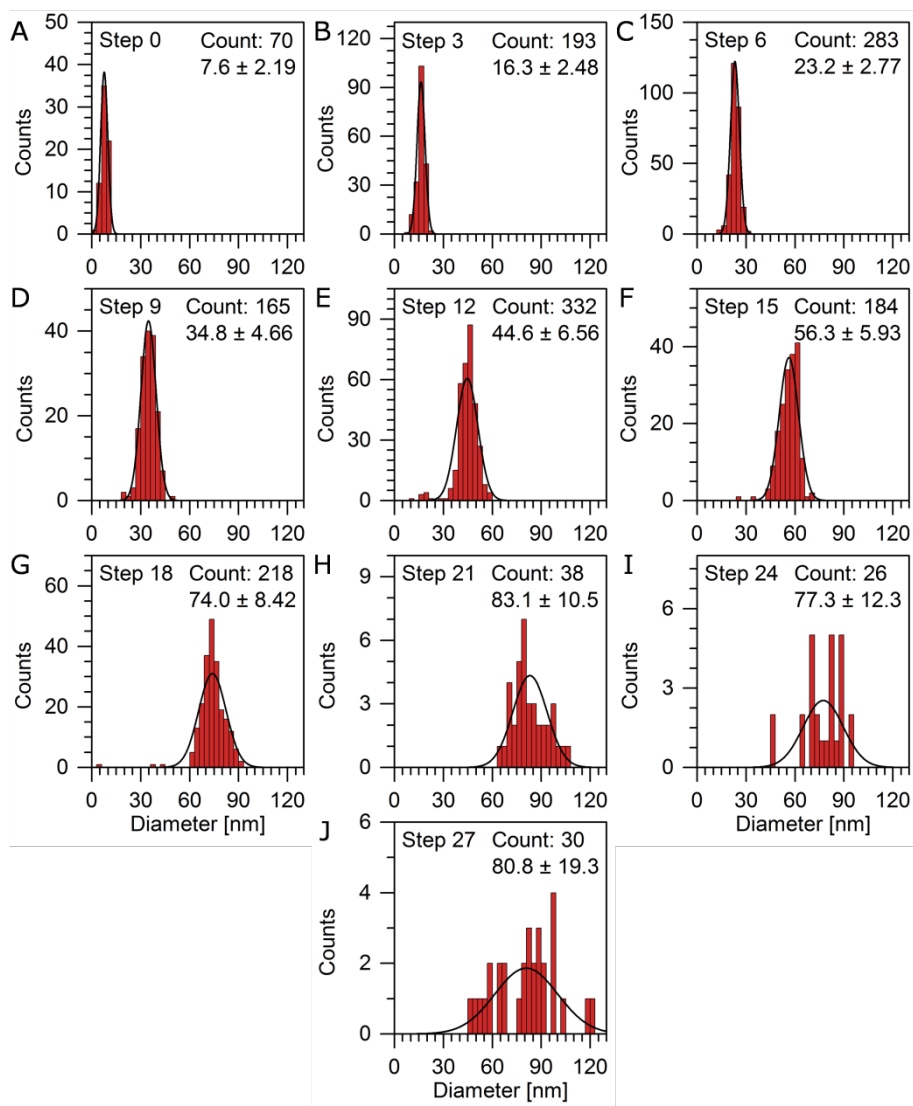 A
Step 0
Count: 70
7.6 ± 2.19
50
40
30
20
10
0
Counts
0 30 60 90 120
B
Step 3
Count: 193
16.3 ± 2.48
120
90
60
30
0
Counts
0 30 60 90 120
C
Step 6
Count: 283
23.2 ± 2.77
150
100
50
0
Counts
0 30 60 90 120
D
Step 9
Count: 165
34.8 ± 4.66
40
20
0
Counts
0 30 60 90 120
E
Step 12
Count: 332
44.6 ± 6.56
90
60
30
0
Counts
0 30 60 90 120
F
Step 15
Count: 184
56.3 ± 5.93
40
20
0
Counts
0 30 60 90 120
G
Step 18
Count: 218
74.0 ± 8.42
60
40
20
0
Counts
0 30 60 90 120
Diameter [nm]
H
Step 21
Count: 38
83.1 ± 10.5
9
6
3
0
Counts
0 30 60 90 120
Diameter [nm]
I
Step 24
Count: 26
77.3 ± 12.3
6
3
0
Counts
0 30 60 90 120
Diameter [nm]
J
Step 27
Count: 30
80.8 ± 19.3
6
4
2
0
Counts
0 30 60 90 120
Diameter [nm]